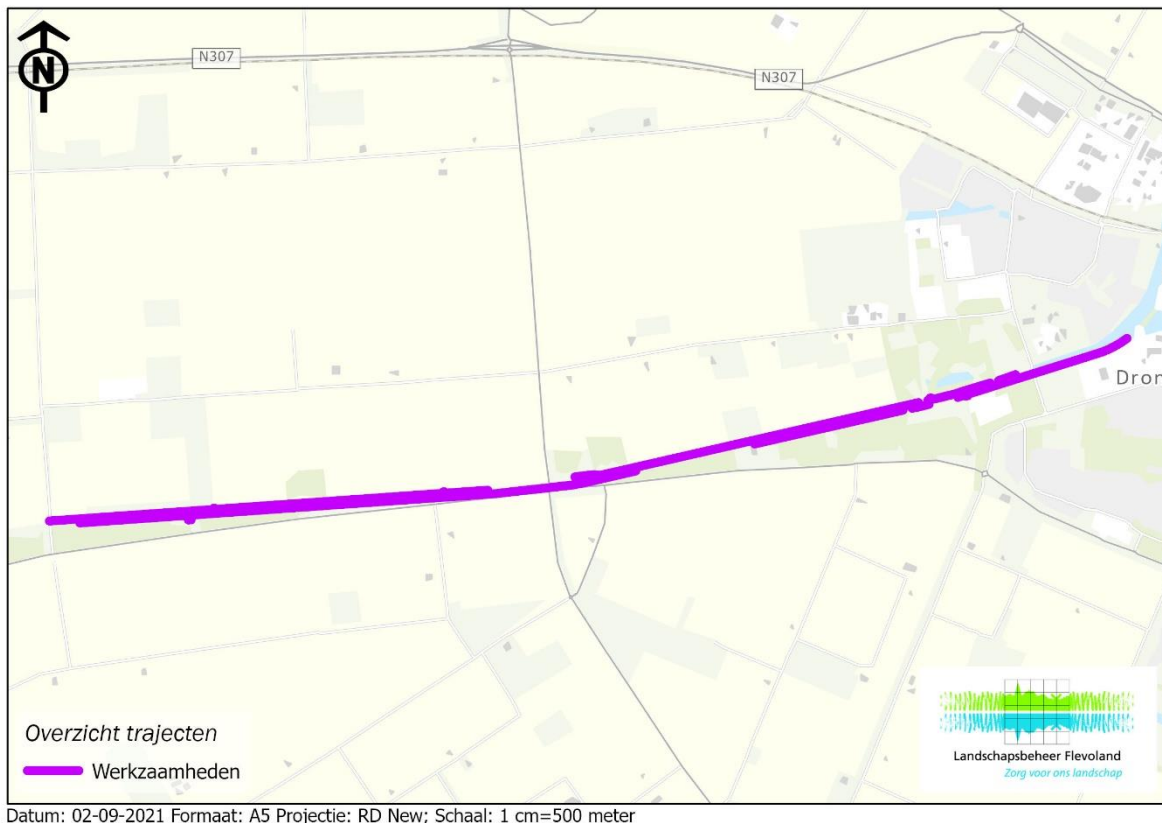 N
N307
N307
Dron
Overzicht trajecten
Werkzaamheden
Landschapsbeheer Flevoland
Zorg voor ons landschap
Datum: 02-09-2021 Formaat: A5 Projectie: RD New; Schaal: 1 cm=500 meter